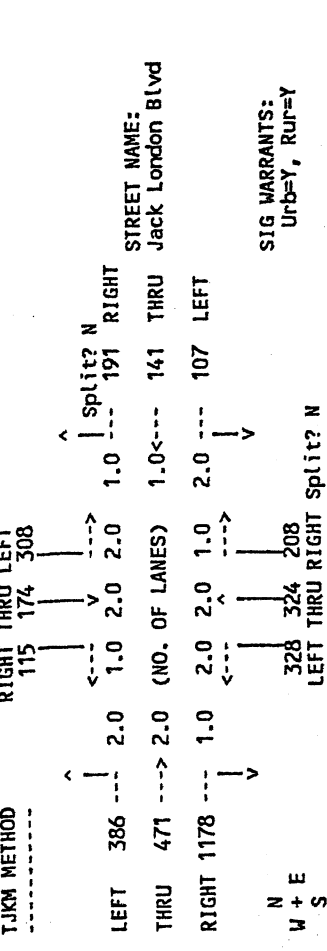 TJKM METHOD RIGHT THRU LEFT
----------- 115 174 308
^ | | | ^
| <--- v ---> | Split? N
LEFT 386 --- 2.0 1.0 2.0 2.0 1.0 --- 191 RIGHT
STREET NAME:
THRU 471 ---> 2.0 (NO. OF LANES) 1.0<--- 141 THRU Jack London Blvd
RIGHT 1178 --- 1.0 2.0 2.0 1.0 2.0 --- 107 LEFT
| <--- ^ ---> |
v | | | v
N SIG WARRANTS:
W + E 328 324 208 Urb=Y, Rur=Y
S LEFT THRU RIGHT Split? N